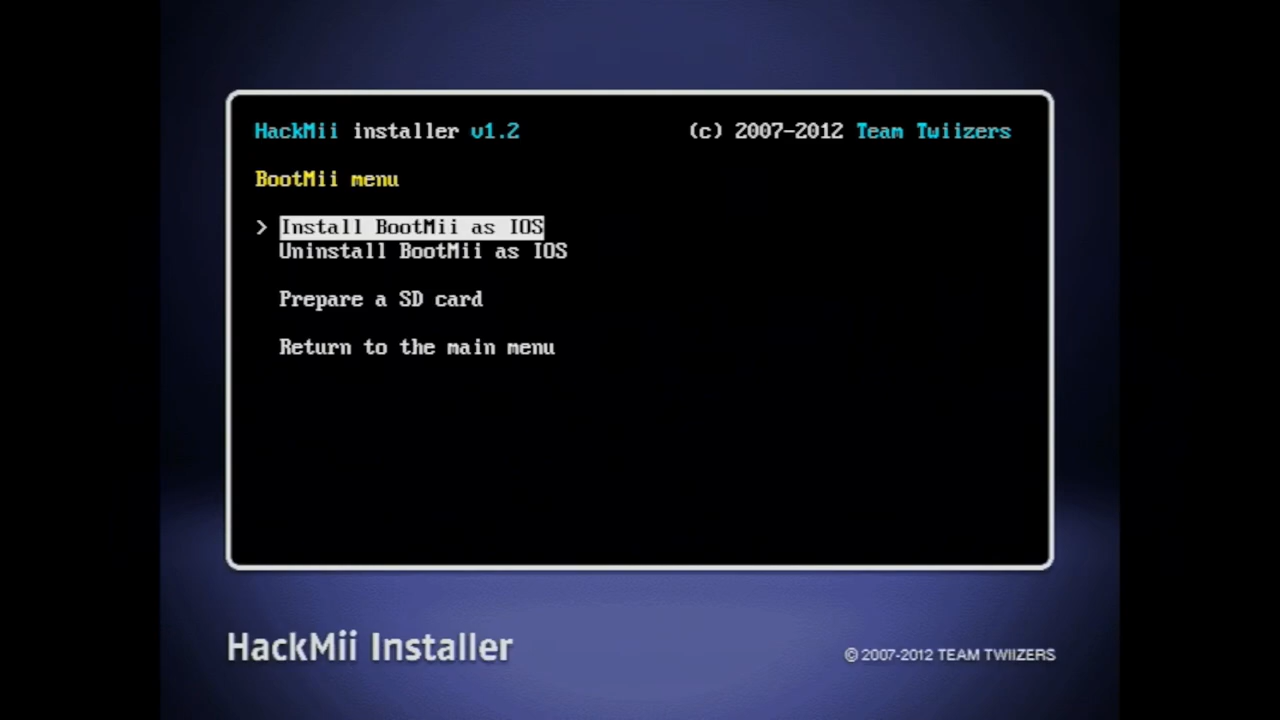 HackMii installer v1.2 (c) 2007-2012 Team Twiizers
BootMii menu
> Install BootMii as IOS
Uninstall BootMii as IOS
Prepare a SD card
Return to the main menu
HackMii Installer
© 2007-2012 TEAM TWIIZERS